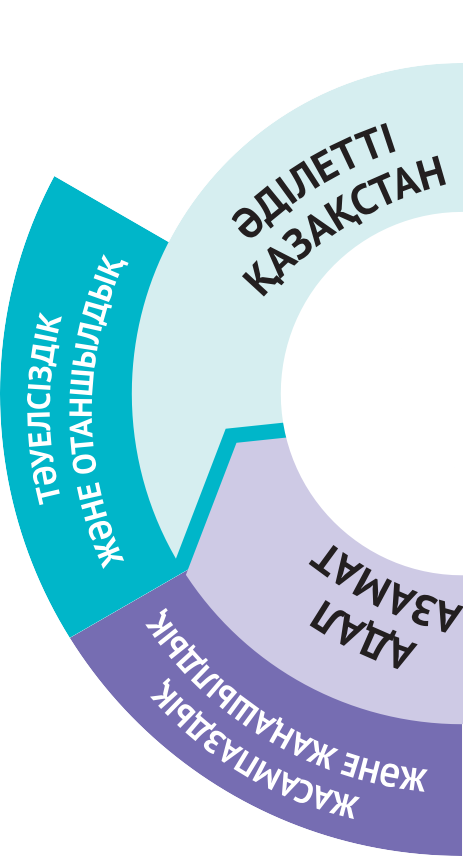 ӘДІЛЕТТІ
ҚАЗАҚСТАН
ТӘУЕЛСІЗДІК
ЖӘНЕ ОТАНШЫЛДЫҚ
АДАЛ
АЗАМАТ
ЖАСАМПАЗДЫҚ
ЖӘНЕ ЖАҢАШЫЛДЫҚ